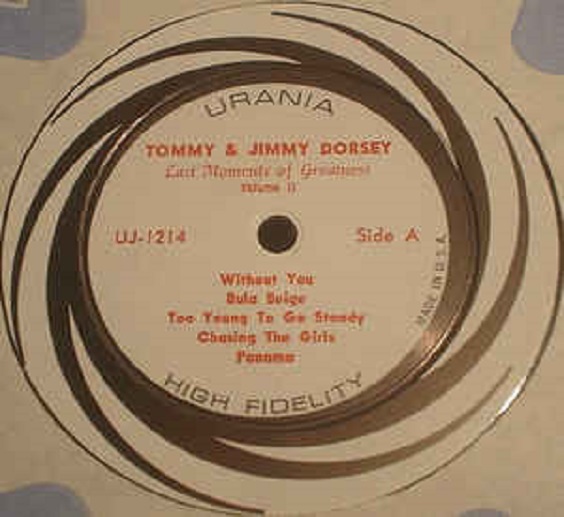 URANIA
TOMMY & JIMMY DORSEY
Last Moments of Greatness
Volume II
UJ-1214
Side A
Without You
Bula Beige
Too Young To Go Steady
Chasing The Girls
Panama
MADE IN U.S.A.
HIGH FIDELITY